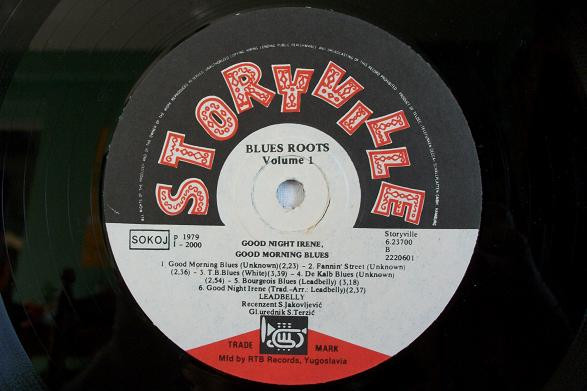 STORYVILLE
BLUES ROOTS
Volume 1
SOKOJ
p 1979
I - 2000
Storyville
6.23700
B
2220601
GOOD NIGHT IRENE,
GOOD MORNING BLUES
1 Good Morning Blues (Unknown)(2,23) - 2. Fannin' Street (Unknown)
(2,36) - 3. T.B.Blues (White)(3,39) - 4. De Kalb Blues (Unknown)
(2,54) - 5. Bourgeois Blues (Leadbelly) (3,18)
6. Good Night Irene (Trad.-Arr.: Leadbelly)(2,37)
LEADBELLY
Recenzent S.Jakovljević
Gl.urednik S.Terzić
TRADE MARK
Mfd by RTB Records, Yugoslavia